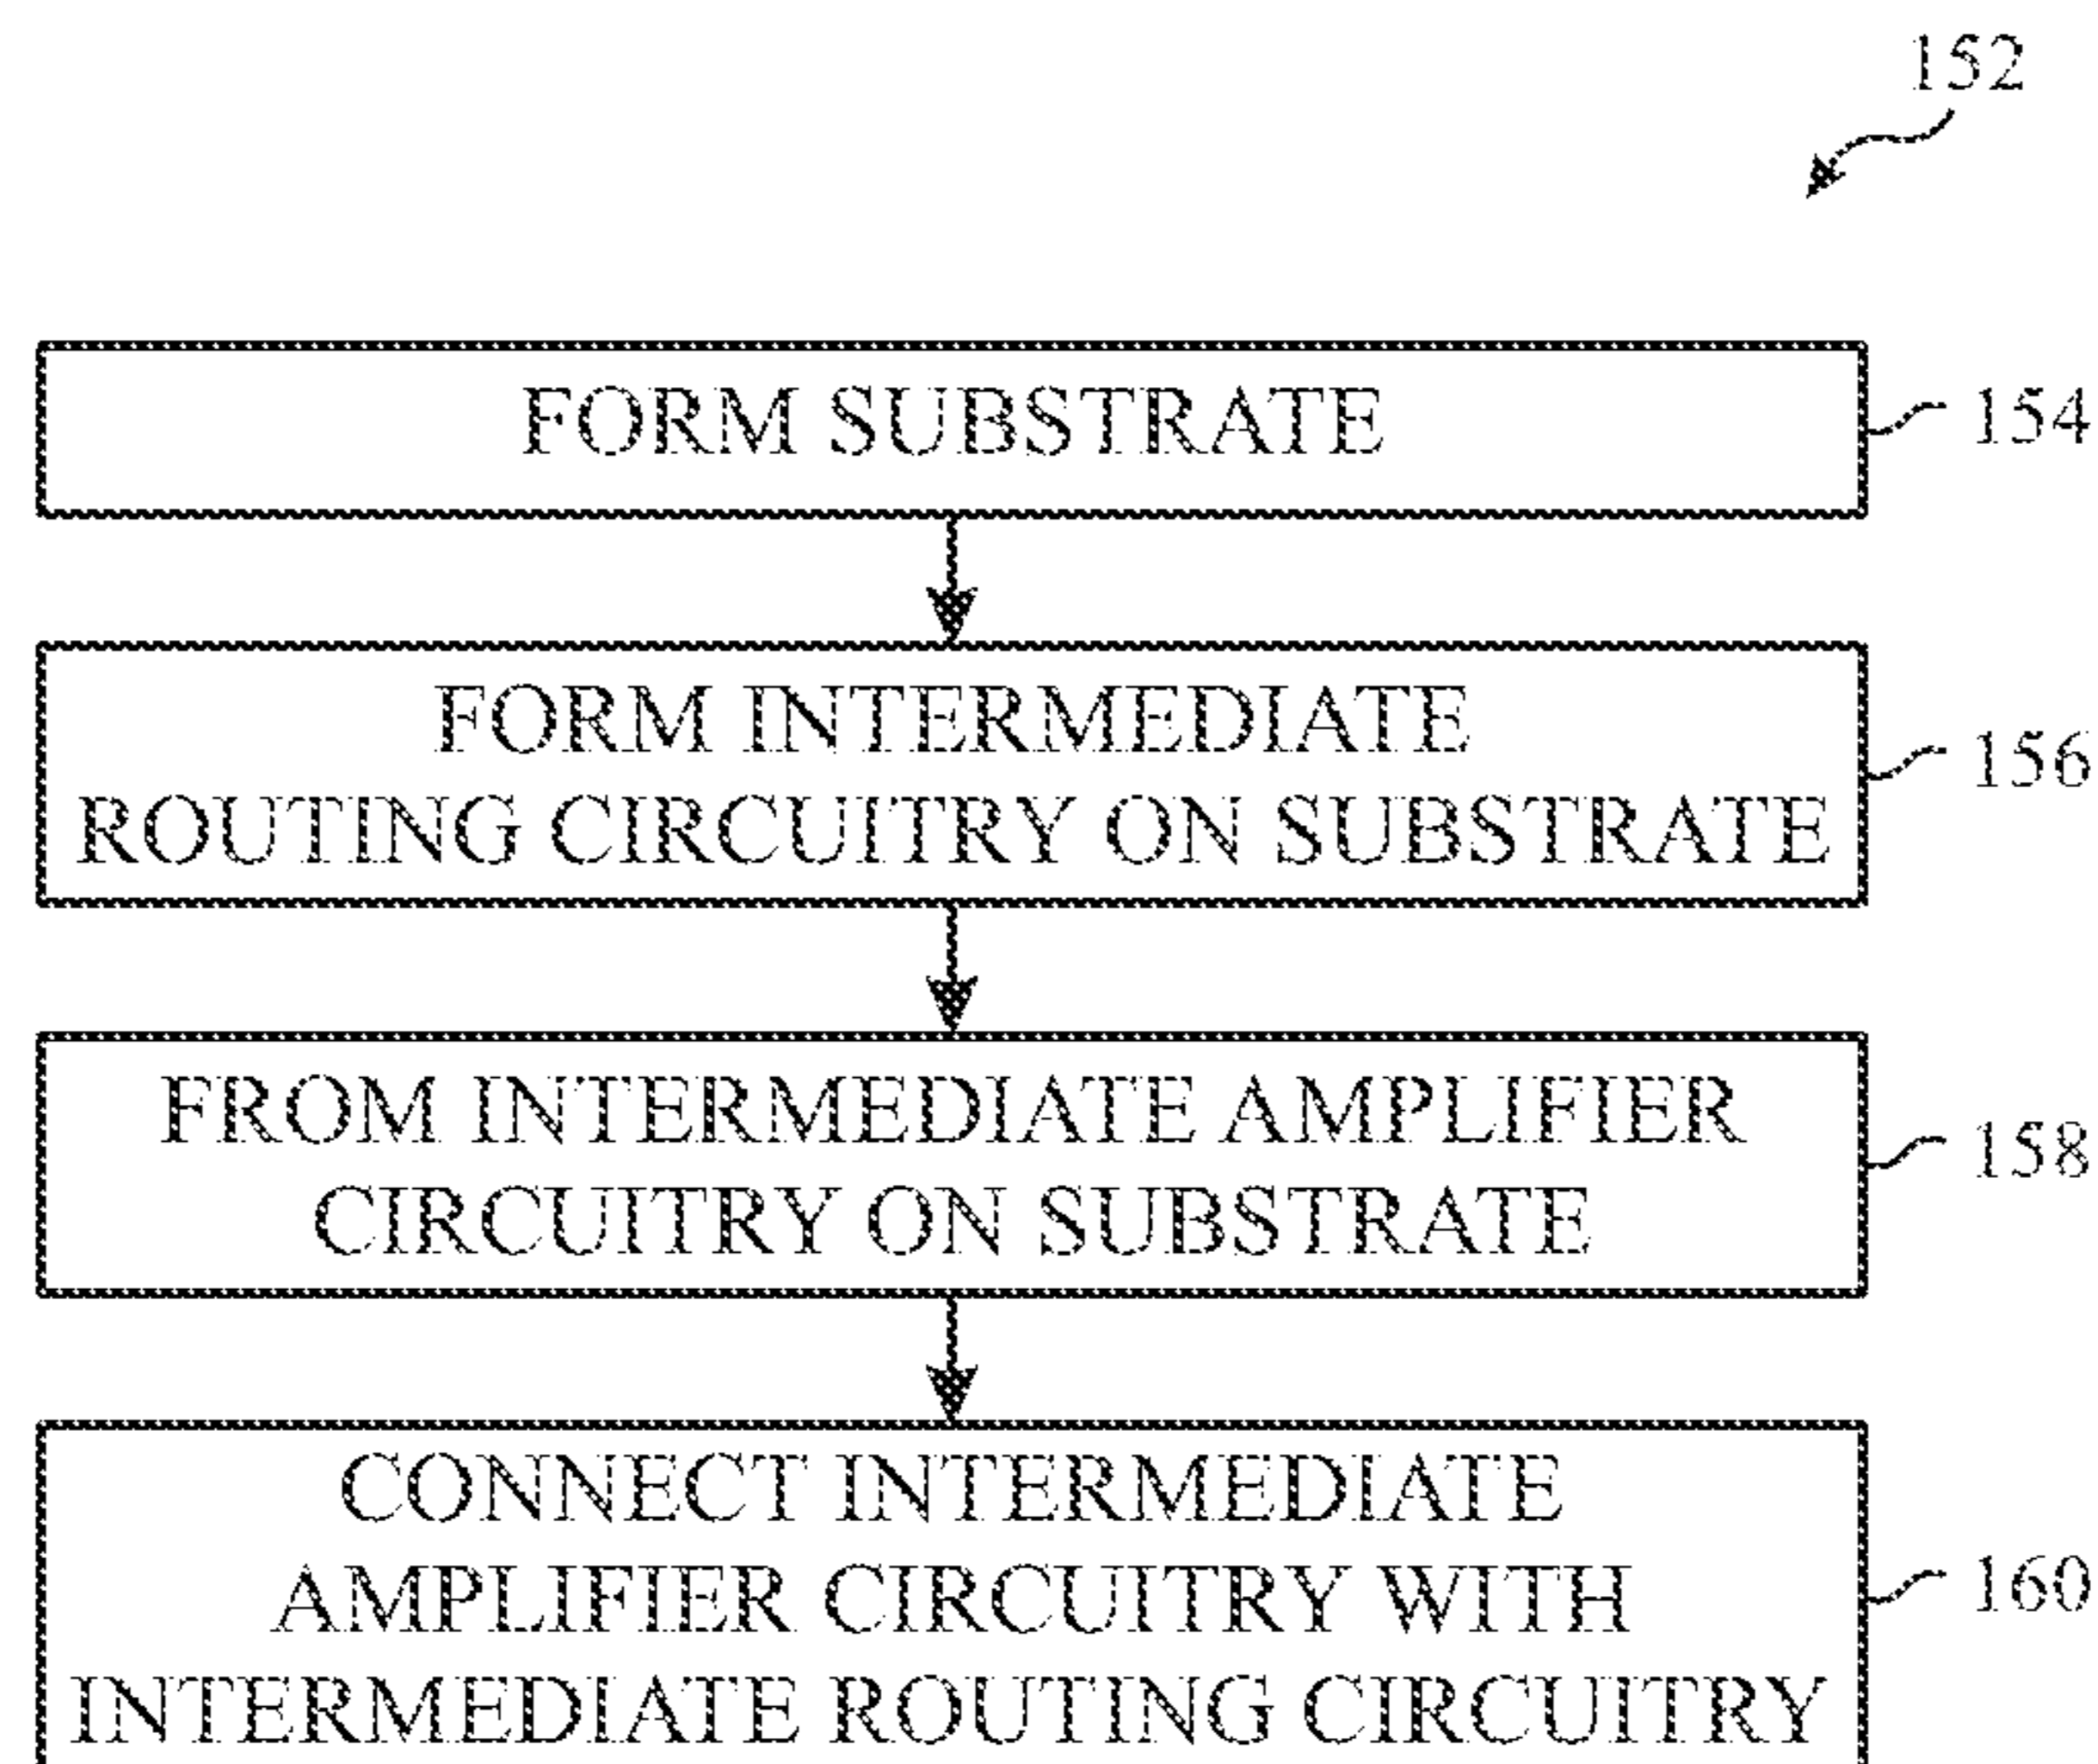 152
FORM SUBSTRATE
154
FORM INTERMEDIATE
ROUTING CIRCUITRY ON SUBSTRATE
156
FROM INTERMEDIATE AMPLIFIER
CIRCUITRY ON SUBSTRATE
158
CONNECT INTERMEDIATE
AMPLIFIER CIRCUITRY WITH
INTERMEDIATE ROUTING CIRCUITRY
160